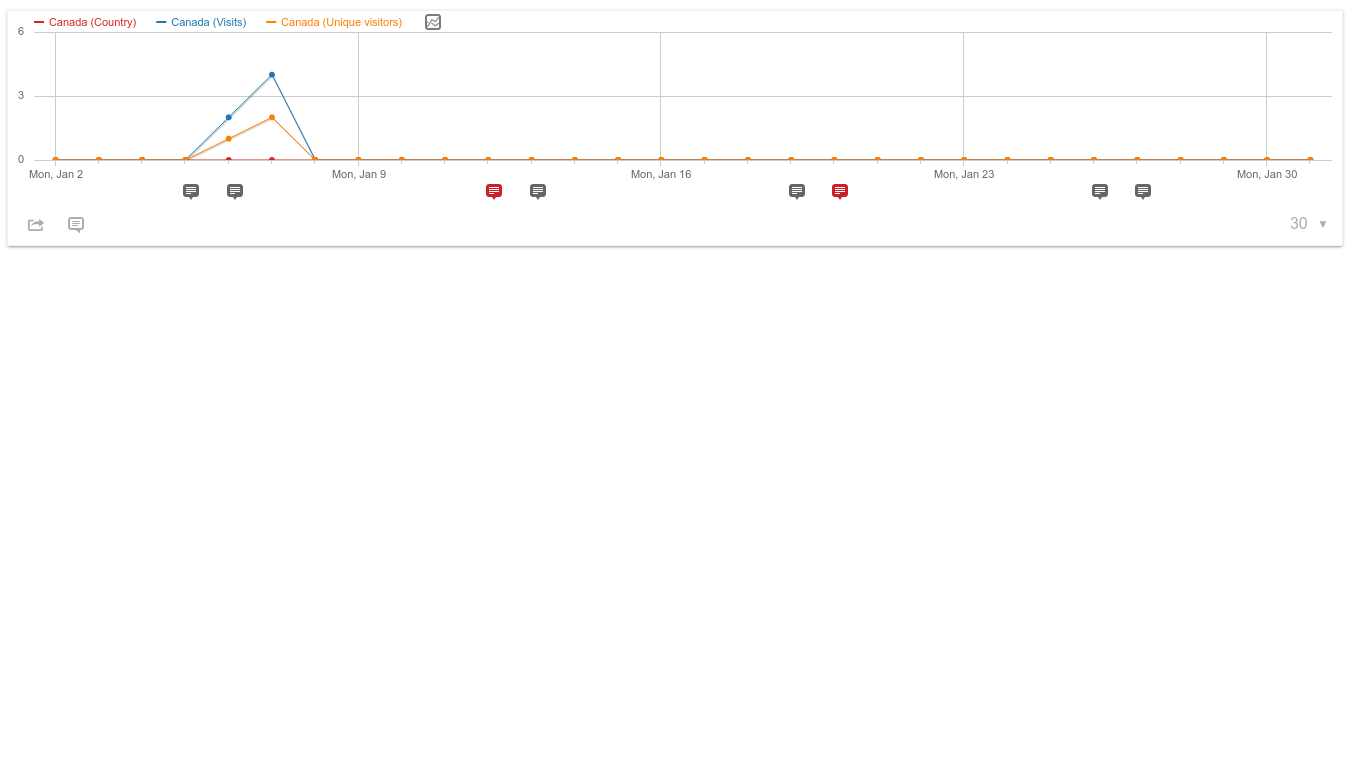 Canada (Country) Canada (Visits) Canada (Unique visitors)
6
3
0
Mon, Jan 2 Mon, Jan 9 Mon, Jan 16 Mon, Jan 23 Mon, Jan 30
30 ▼